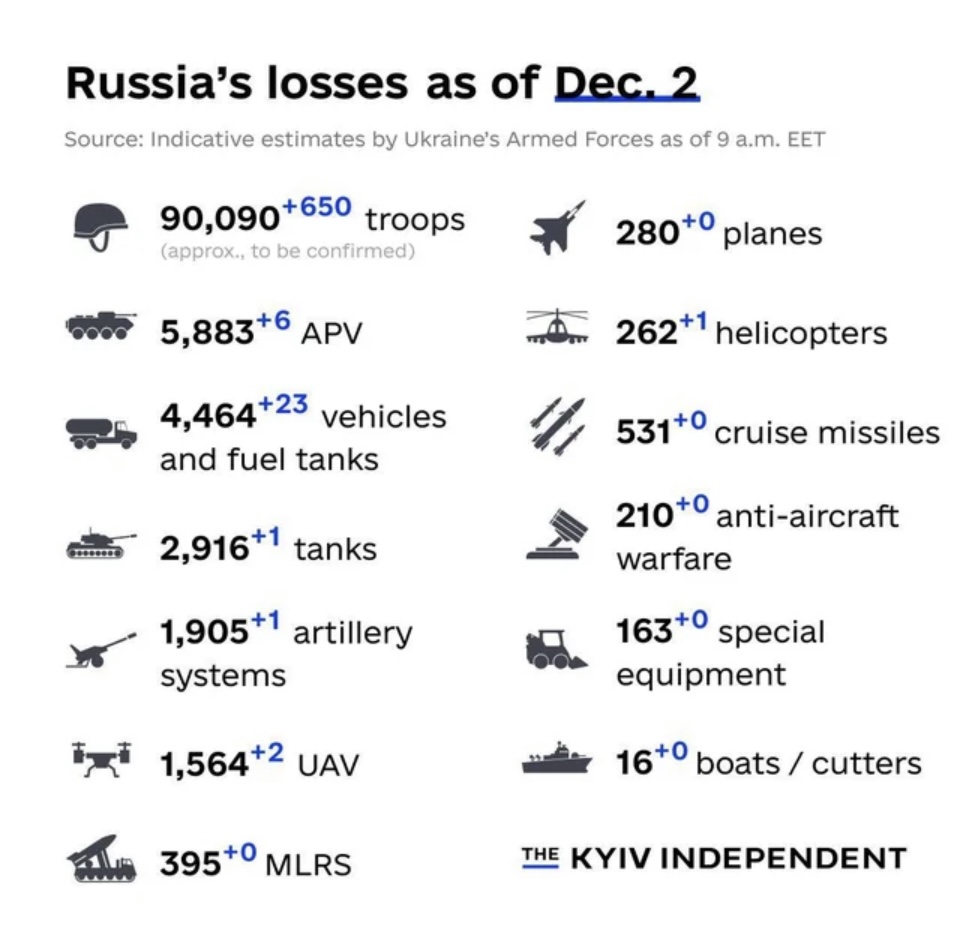 Russia's losses as of Dec. 2
Source: Indicative estimates by Ukraine's Armed Forces as of 9 a.m. EET
90,090+650 troops
(approx., to be confirmed)
5,883+6 APV
4,464+23 vehicles
and fuel tanks
2,916+1 tanks
1,905+1 artillery
systems
1,564+2 UAV
395+0 MLRS
280+0 planes
262+1 helicopters
531+0 cruise missiles
210+0 anti-aircraft
warfare
163+0 special
equipment
16+0 boats / cutters
THE KYIV INDEPENDENT